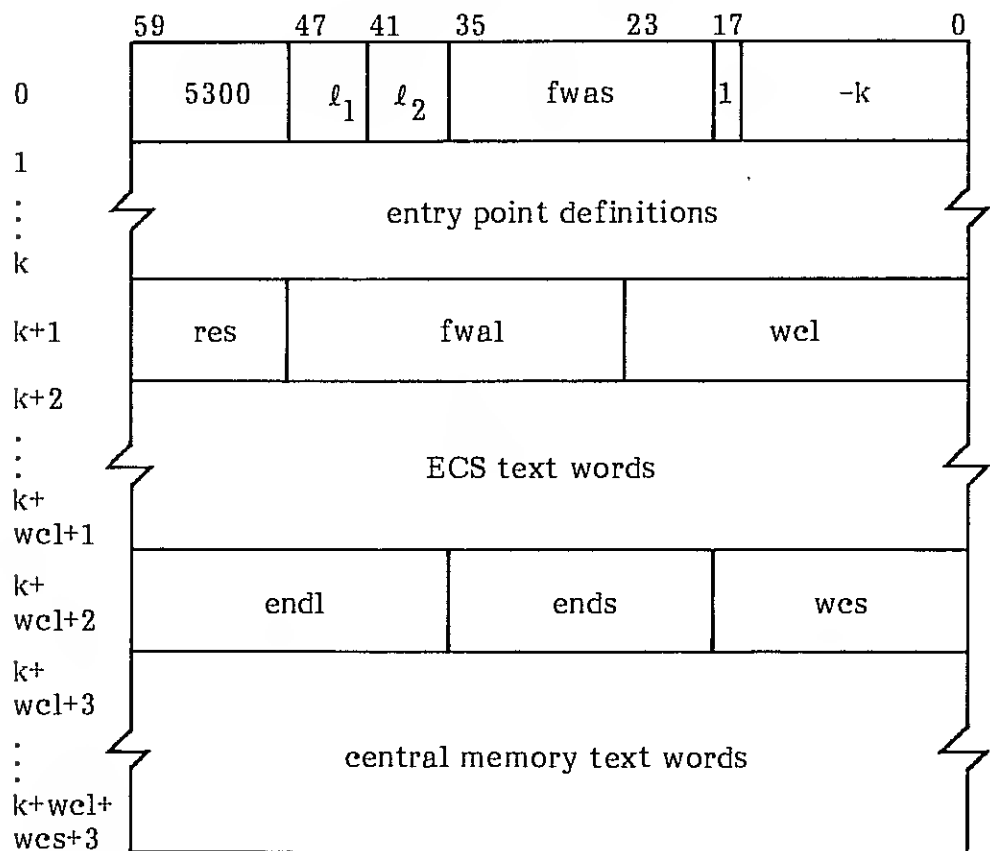 59 47 41 35 23 17 0
0 5300 ℓ1 ℓ2 fwas 1 -k
1
. entry point definitions
.
.
k
k+1 res fwal wcl
k+2
. ECS text words
.
.
k+
wcl+1
k+
wcl+2 endl ends wcs
k+
wcl+3
. central memory text words
.
.
k+wcl+
wcs+3